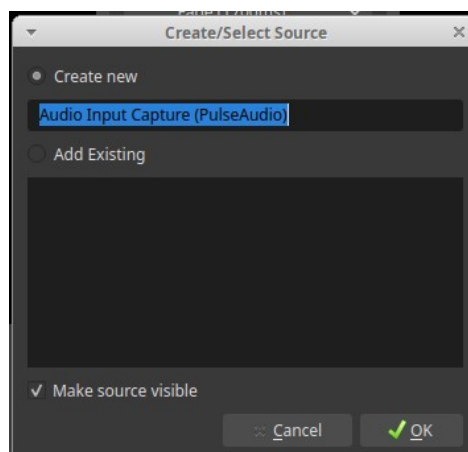 Create/Select Source
Create new
Audio Input Capture (PulseAudio)
Add Existing
Make source visible
Cancel
OK